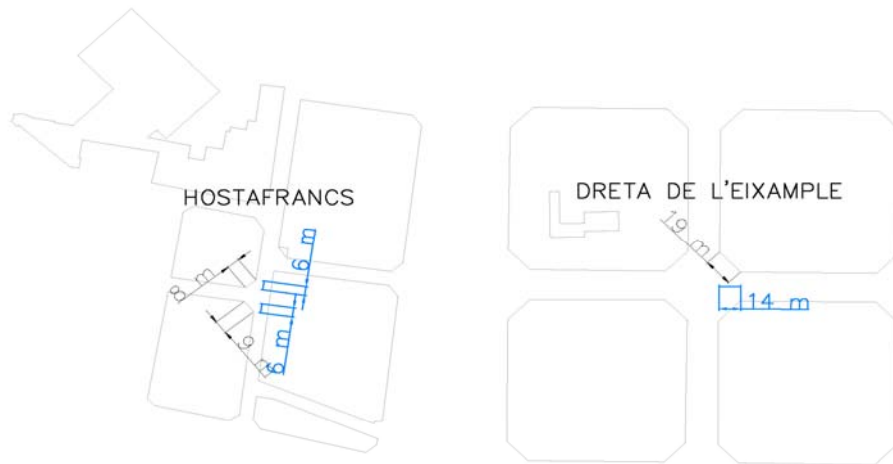 HOSTAFRANCS
6 m
8 m
9 m
6 m
DRETA DE L'EIXAMPLE
19 m
14 m